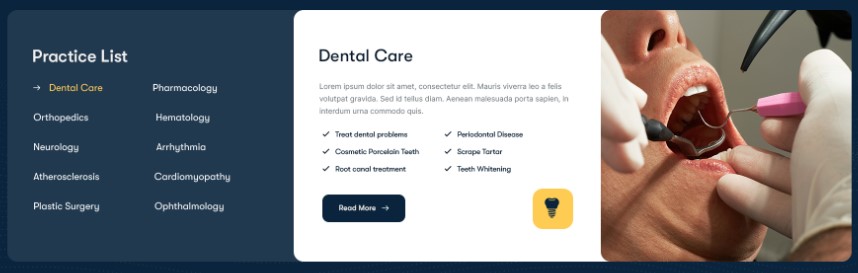 Practice List
→ Dental Care
Pharmacology
Orthopedics
Hematology
Neurology
Arrhythmia
Atherosclerosis
Cardiomyopathy
Plastic Surgery
Ophthalmology
Dental Care
Lorem ipsum dolor sit amet, consectetur elit. Mauris viverra leo a felis
volutpat gravida. Sed id tellus diam. Aenean malesuada porta sapien, in
interdum urna commodo quis.
Treat dental problems
Periodontal Disease
Cosmetic Porcelain Teeth
Scrape Tartar
Root canal treatment
Teeth Whitening
Read More →